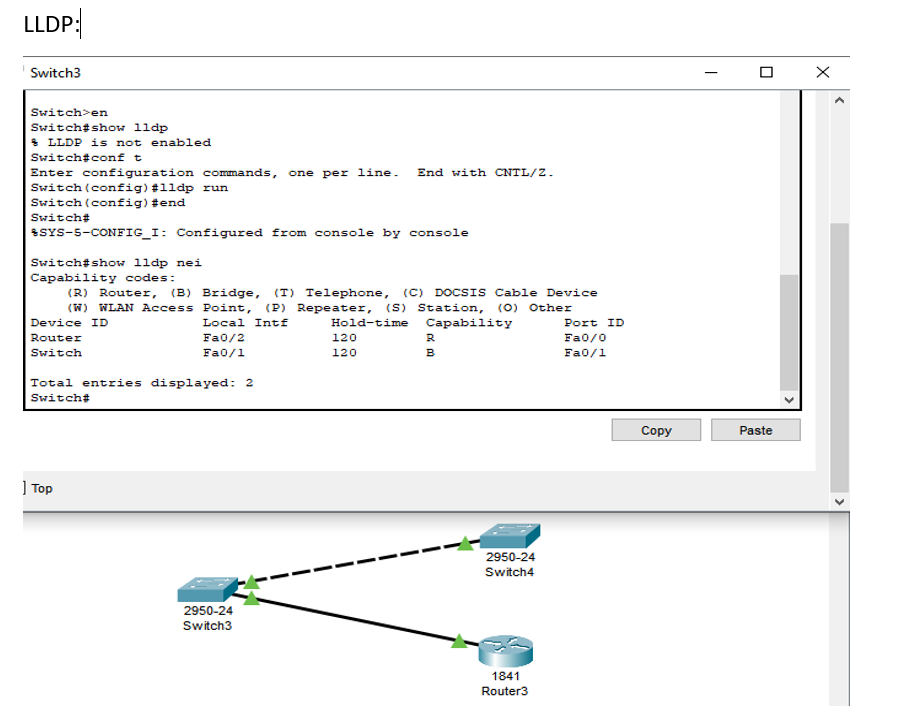 LLDP:
Switch3
Switch>en
Switch#show lldp
% LLDP is not enabled
Switch#conf t
Enter configuration commands, one per line.  End with CNTL/Z.
Switch(config)#lldp run
Switch(config)#end
Switch#
%SYS-5-CONFIG_I: Configured from console by console
Switch#show lldp nei
Capability codes:
    (R) Router, (B) Bridge, (T) Telephone, (C) DOCSIS Cable Device
    (W) WLAN Access Point, (P) Repeater, (S) Station, (O) Other
Device ID           Local Intf     Hold-time  Capability      Port ID
Router              Fa0/2          120        R               Fa0/0
Switch              Fa0/1          120        B               Fa0/1
Total entries displayed: 2
Switch#
Copy Paste
Top
2950-24
Switch4
2950-24
Switch3
1841
Router3